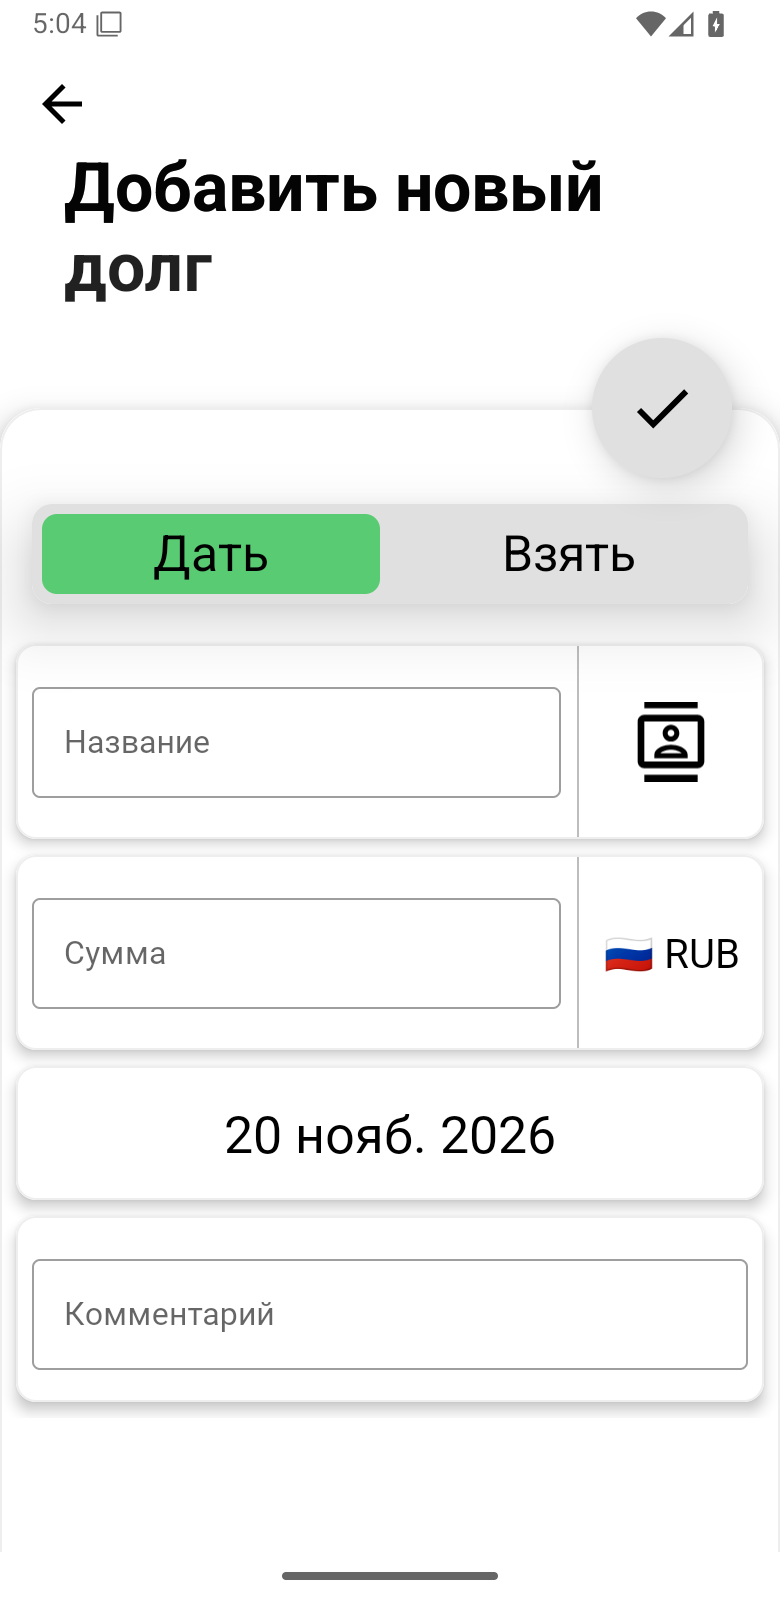 5:04
Добавить новый
долг
Дать
Взять
Название
Сумма
RUB
20 нояб. 2026
Комментарий